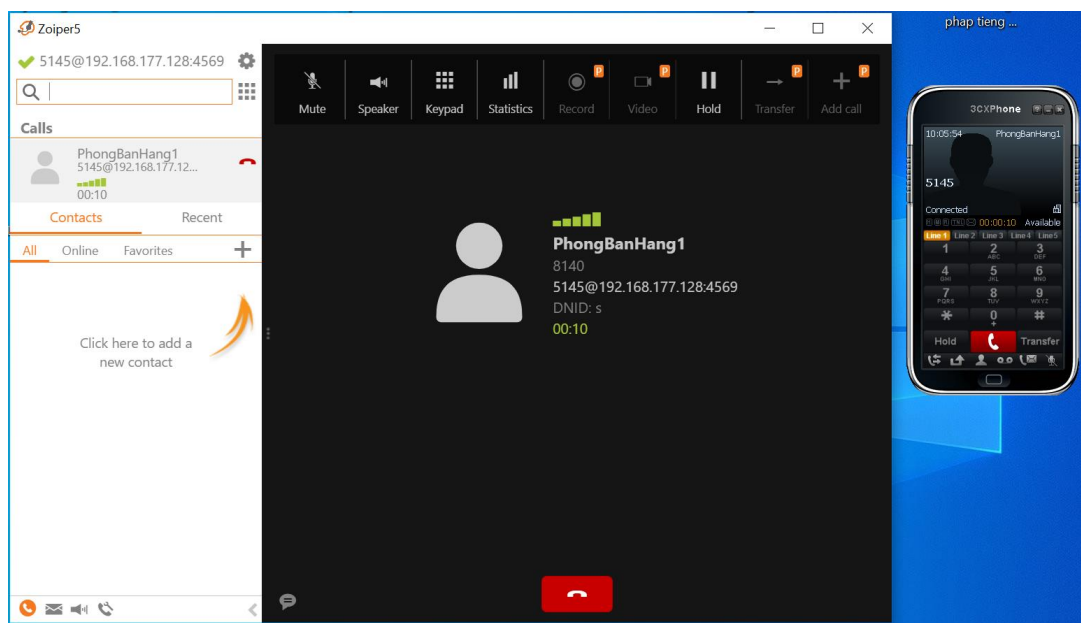 Zoiper5
5145@192.168.177.128:4569
Calls
PhongBanHang1
5145@192.168.177.12...
00:10
Contacts Recent
All Online Favorites
Click here to add a
new contact
Mute Speaker Keypad Statistics Record Video Hold Transfer Add call
P P P P
PhongBanHang1
8140
5145@192.168.177.128:4569
DNID: s
00:10
phap tieng ...
3CXPhone
10:05:54 PhongBanHang1
5145
Connected
00:00:10 Available
Line 1 Line 2 Line 3 Line 4 Line 5
1 2 3
ABC DEF
4 5 6
GHI JKL MNO
7 8 9
PQRS TUV WXYZ
* 0 #
+
Hold Transfer